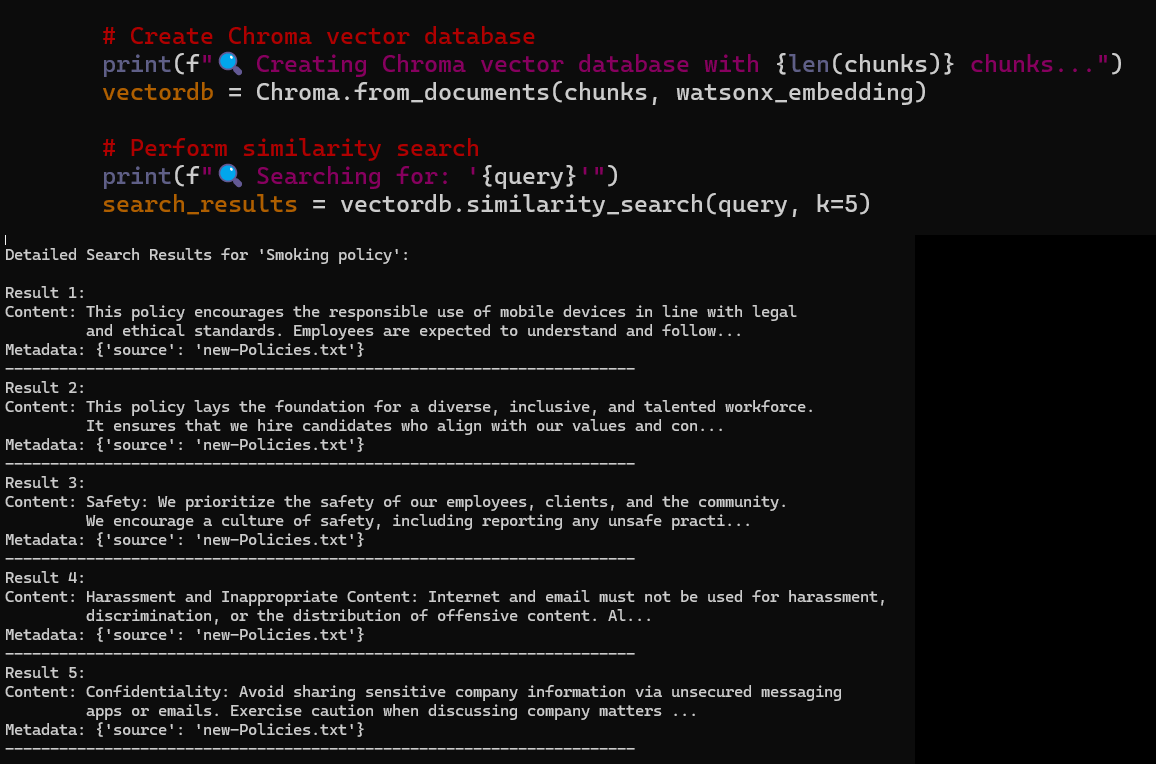 # Create Chroma vector database
print(f"🔍 Creating Chroma vector database with {len(chunks)} chunks...")
vectordb = Chroma.from_documents(chunks, watsonx_embedding)
# Perform similarity search
print(f"🔍 Searching for: '{query}'")
search_results = vectordb.similarity_search(query, k=5)
Detailed Search Results for 'Smoking policy':
Result 1:
Content: This policy encourages the responsible use of mobile devices in line with legal
and ethical standards. Employees are expected to understand and follow...
Metadata: {'source': 'new-Policies.txt'}
----------------------------------------------------------------------
Result 2:
Content: This policy lays the foundation for a diverse, inclusive, and talented workforce.
It ensures that we hire candidates who align with our values and con...
Metadata: {'source': 'new-Policies.txt'}
----------------------------------------------------------------------
Result 3:
Content: Safety: We prioritize the safety of our employees, clients, and the community.
We encourage a culture of safety, including reporting any unsafe practi...
Metadata: {'source': 'new-Policies.txt'}
----------------------------------------------------------------------
Result 4:
Content: Harassment and Inappropriate Content: Internet and email must not be used for harassment,
discrimination, or the distribution of offensive content. Al...
Metadata: {'source': 'new-Policies.txt'}
----------------------------------------------------------------------
Result 5:
Content: Confidentiality: Avoid sharing sensitive company information via unsecured messaging
apps or emails. Exercise caution when discussing company matters ...
Metadata: {'source': 'new-Policies.txt'}
----------------------------------------------------------------------